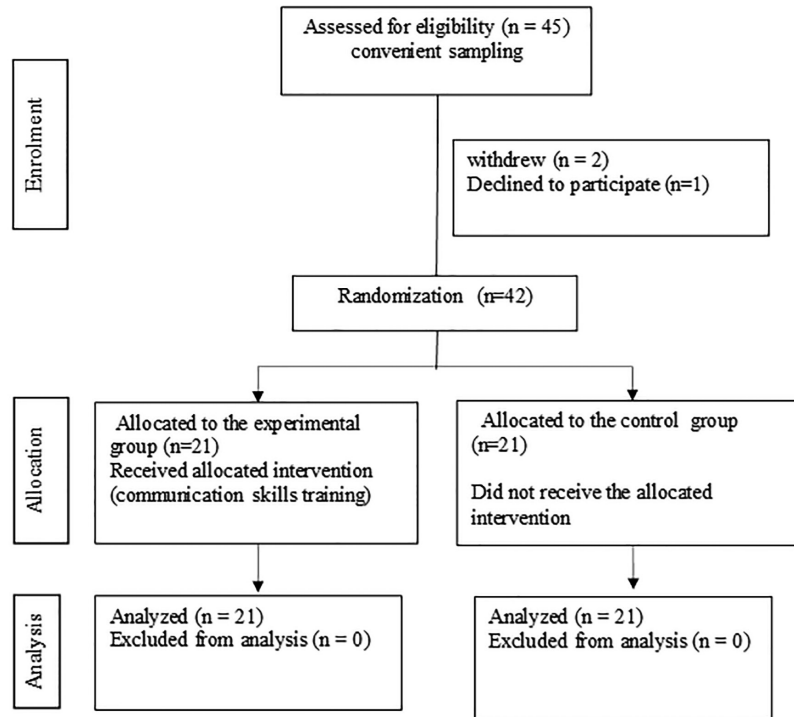 Assessed for eligibility (n = 45)
convenient sampling
Enrolment
withdrew (n = 2)
Declined to participate (n=1)
Randomization (n=42)
Allocation
Allocated to the experimental
group (n=21)
Received allocated intervention
(communication skills training)
Allocated to the control group
(n=21)
Did not receive the allocated
intervention
Analysis
Analyzed (n = 21)
Excluded from analysis (n = 0)
Analyzed (n = 21)
Excluded from analysis (n = 0)